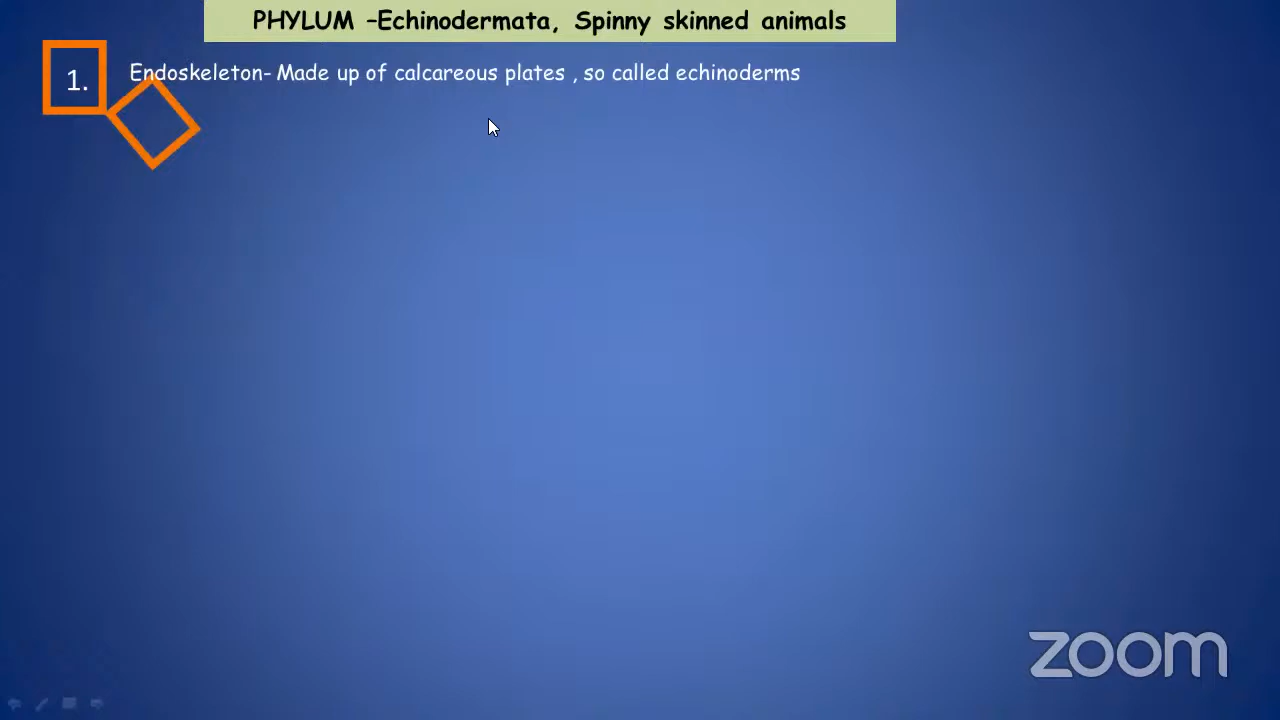 PHYLUM –Echinodermata, Spinny skinned animals
1. Endoskeleton- Made up of calcareous plates , so called echinoderms
zoom